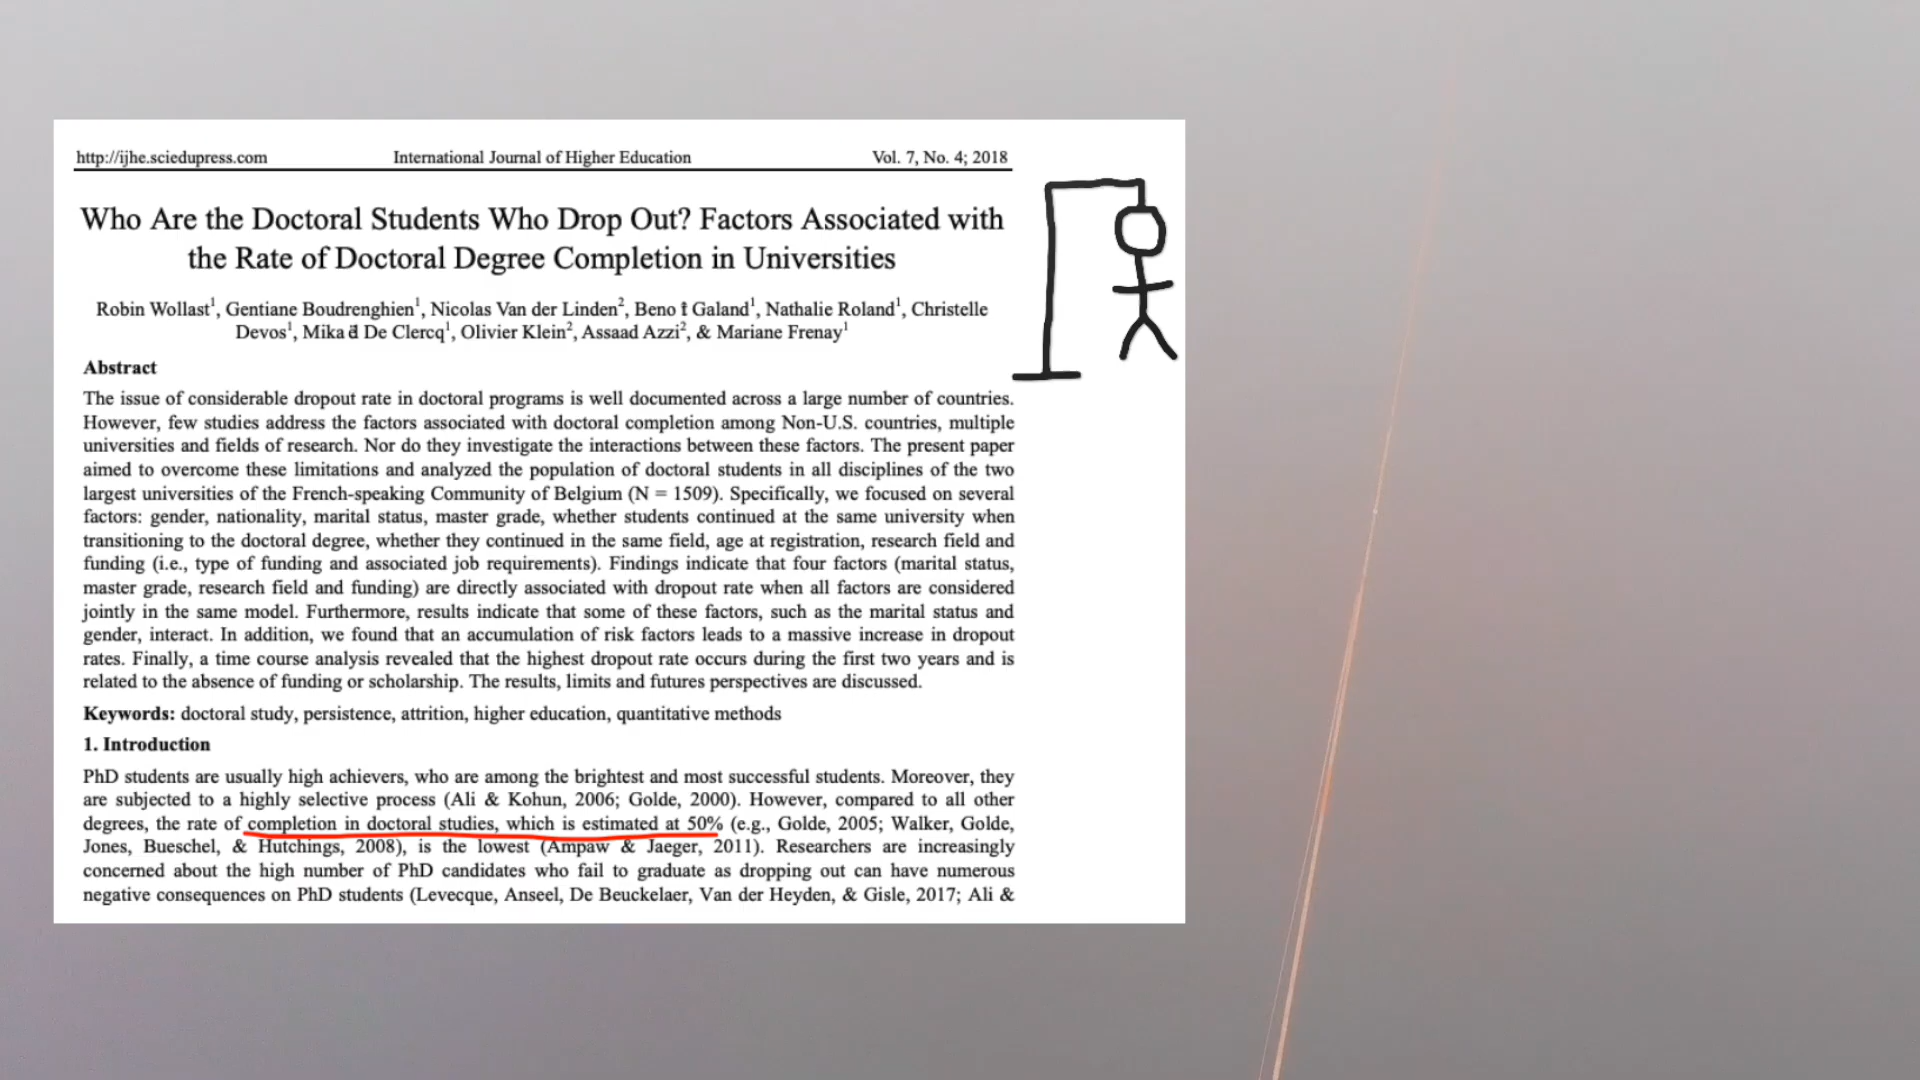 http://ijhe.sciedupress.com International Journal of Higher Education Vol. 7, No. 4; 2018
Who Are the Doctoral Students Who Drop Out? Factors Associated with
the Rate of Doctoral Degree Completion in Universities
Robin Wollast1, Gentiane Boudrenghien1, Nicolas Van der Linden2, Beno ît Galand1, Nathalie Roland1, Christelle
Devos1, Mika ël De Clercq1, Olivier Klein2, Assaad Azzi2, & Mariane Frenay1
Abstract
The issue of considerable dropout rate in doctoral programs is well documented across a large number of countries.
However, few studies address the factors associated with doctoral completion among Non-U.S. countries, multiple
universities and fields of research. Nor do they investigate the interactions between these factors. The present paper
aimed to overcome these limitations and analyzed the population of doctoral students in all disciplines of the two
largest universities of the French-speaking Community of Belgium (N = 1509). Specifically, we focused on several
factors: gender, nationality, marital status, master grade, whether students continued at the same university when
transitioning to the doctoral degree, whether they continued in the same field, age at registration, research field and
funding (i.e., type of funding and associated job requirements). Findings indicate that four factors (marital status,
master grade, research field and funding) are directly associated with dropout rate when all factors are considered
jointly in the same model. Furthermore, results indicate that some of these factors, such as the marital status and
gender, interact. In addition, we found that an accumulation of risk factors leads to a massive increase in dropout
rates. Finally, a time course analysis revealed that the highest dropout rate occurs during the first two years and is
related to the absence of funding or scholarship. The results, limits and futures perspectives are discussed.
Keywords: doctoral study, persistence, attrition, higher education, quantitative methods
1. Introduction
PhD students are usually high achievers, who are among the brightest and most successful students. Moreover, they
are subjected to a highly selective process (Ali & Kohun, 2006; Golde, 2000). However, compared to all other
degrees, the rate of completion in doctoral studies, which is estimated at 50% (e.g., Golde, 2005; Walker, Golde,
Jones, Bueschel, & Hutchings, 2008), is the lowest (Ampaw & Jaeger, 2011). Researchers are increasingly
concerned about the high number of PhD candidates who fail to graduate as dropping out can have numerous
negative consequences on PhD students (Levecque, Anseel, De Beuckelaer, Van der Heyden, & Gisle, 2017; Ali &